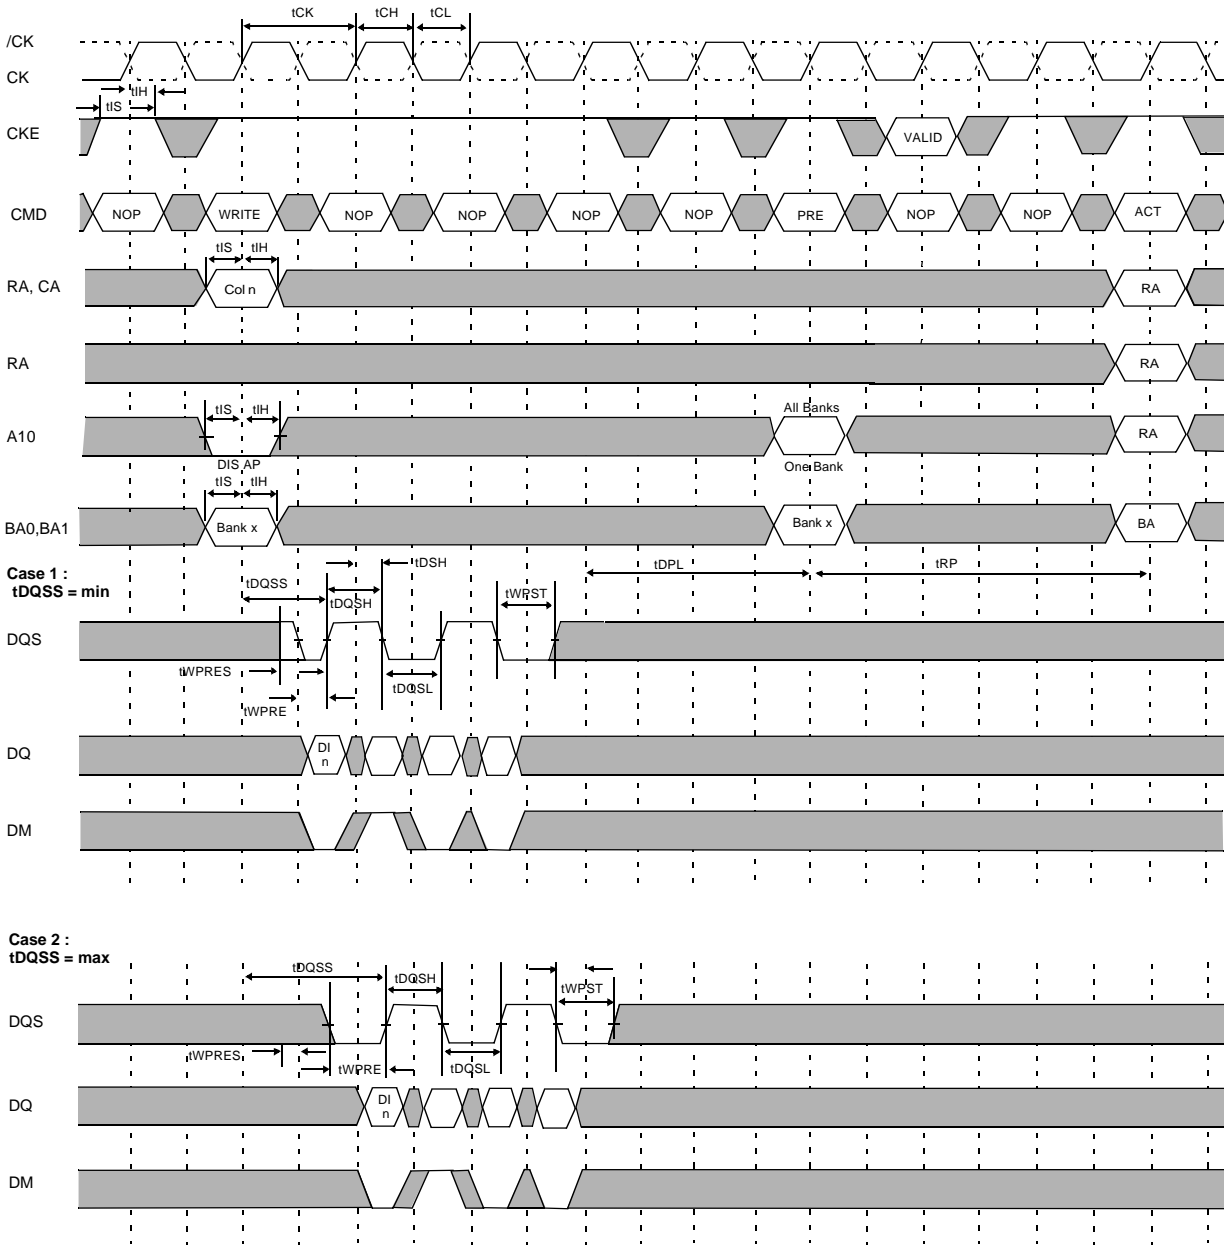 tCK tCH tCL
/CK
CK
tIH
tIS
CKE VALID
CMD NOP WRITE NOP NOP NOP NOP PRE NOP NOP ACT
tIS tIH
RA, CA Col n RA
RA RA
All Banks
tIS tIH
A10 RA
DIS AP One Bank
tIS tIH
BA0,BA1 Bank x Bank x BA
Case 1 :
tDQSS = min
tDSH tDPL tRP
tDQSS
tDQSH tWPST
DQS
tWPRES tDQSL
tWPRE
DQ DI n
DM
Case 2 :
tDQSS = max
tDQSS tDQSH tWPST
DQS
tWPRES tWPRE tDQSL
DQ DI n
DM